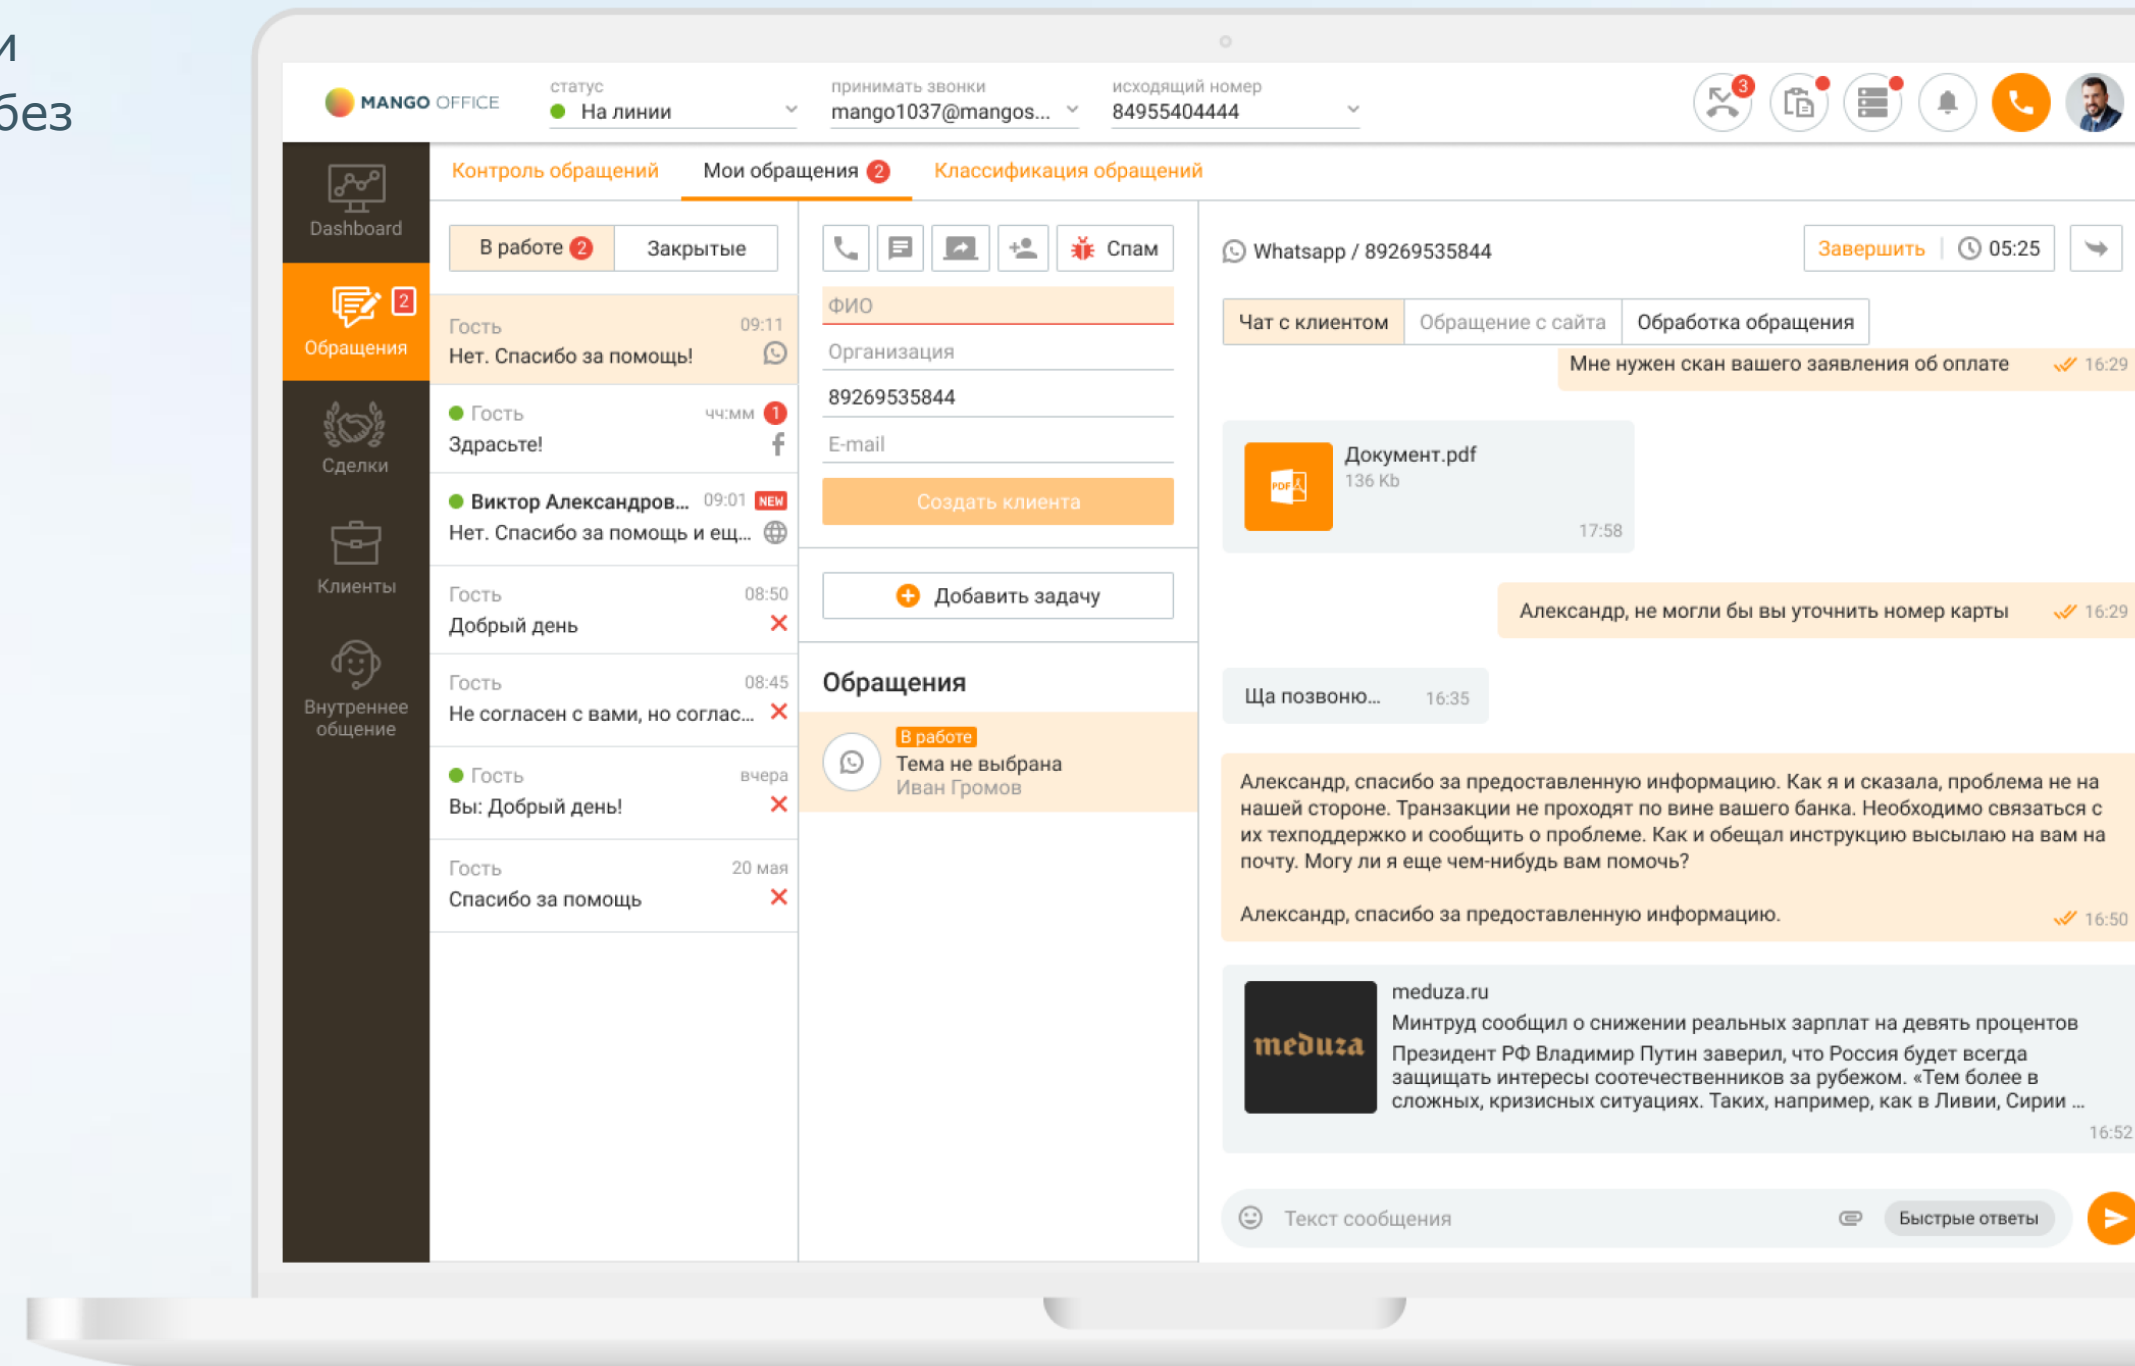 и
без
MANGO OFFICE
статус
На линии
принимать звонки
mango1037@mangos...
исходящий номер
84955404444
3
Dashboard
Обращения
2
Сделки
Клиенты
Внутреннее
общение
Контроль обращений
Мои обращения 2
Классификация обращений
В работе 2
Закрытые
Гость 09:11
Нет. Спасибо за помощь!
Гость чч:мм 1
Здрасьте!
Виктор Александров... 09:01 NEW
Нет. Спасибо за помощь и ещ...
Гость 08:50
Добрый день
Гость 08:45
Не согласен с вами, но соглас...
Гость вчера
Вы: Добрый день!
Гость 20 мая
Спасибо за помощь
Спам
ФИО
Организация
89269535844
E-mail
Создать клиента
Добавить задачу
Обращения
В работе
Тема не выбрана
Иван Громов
Whatsapp / 89269535844
Завершить 05:25
Чат с клиентом
Обращение с сайта
Обработка обращения
Мне нужен скан вашего заявления об оплате 16:29
PDF
Документ.pdf
136 Kb
17:58
Александр, не могли бы вы уточнить номер карты 16:29
Ща позвоню... 16:35
Александр, спасибо за предоставленную информацию. Как я и сказала, проблема не на
нашей стороне. Транзакции не проходят по вине вашего банка. Необходимо связаться с
их техподдержко и сообщить о проблеме. Как и обещал инструкцию высылаю на вам на
почту. Могу ли я еще чем-нибудь вам помочь?
Александр, спасибо за предоставленную информацию. 16:50
meduza
meduza.ru
Минтруд сообщил о снижении реальных зарплат на девять процентов
Президент РФ Владимир Путин заверил, что Россия будет всегда
защищать интересы соотечественников за рубежом. «Тем более в
сложных, кризисных ситуациях. Таких, например, как в Ливии, Сирии ...
16:52
Текст сообщения
Быстрые ответы